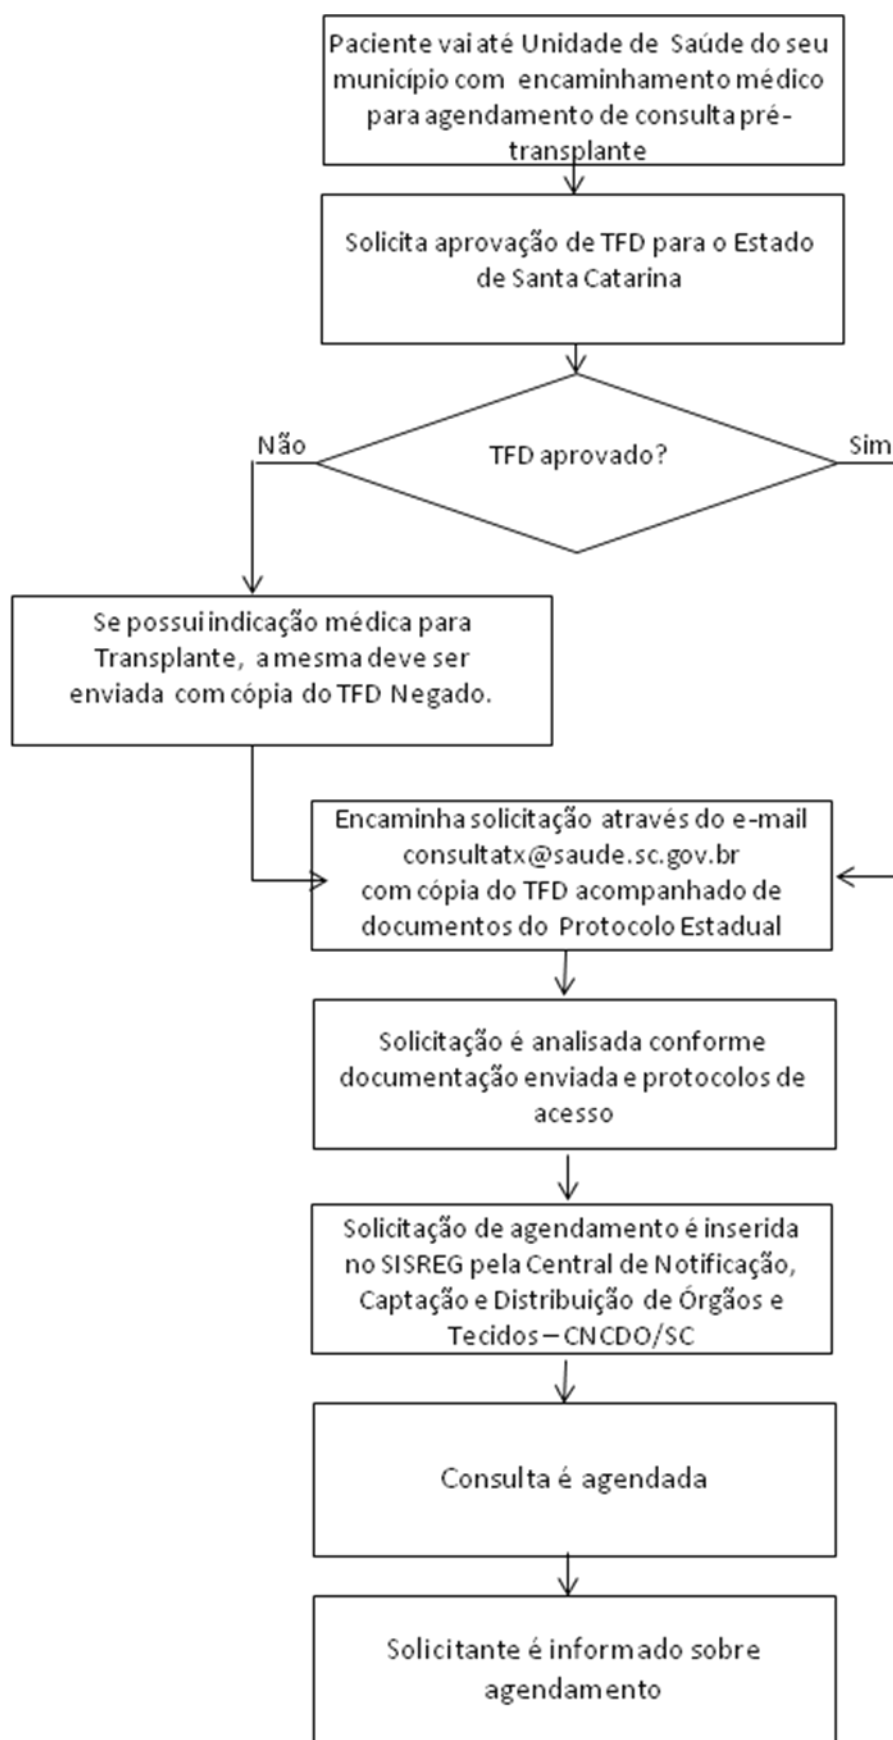 Paciente vai até Unidade de Saúde do seu
município com encaminhamento médico
para agendamento de consulta pré-
transplante
Solicita aprovação de TFD para o Estado
de Santa Catarina
TFD aprovado?
Não
Sim
Se possui indicação médica para
Transplante, a mesma deve ser
enviada com cópia do TFD Negado.
Encaminha solicitação através do e-mail
consultatx@saude.sc.gov.br
com cópia do TFD acompanhado de
documentos do Protocolo Estadual
Solicitação é analisada conforme
documentação enviada e protocolos de
acesso
Solicitação de agendamento é inserida
no SISREG pela Central de Notificação,
Captação e Distribuição de Órgãos e
Tecidos – CNCDO/SC
Consulta é agendada
Solicitante é informado sobre
agendamento